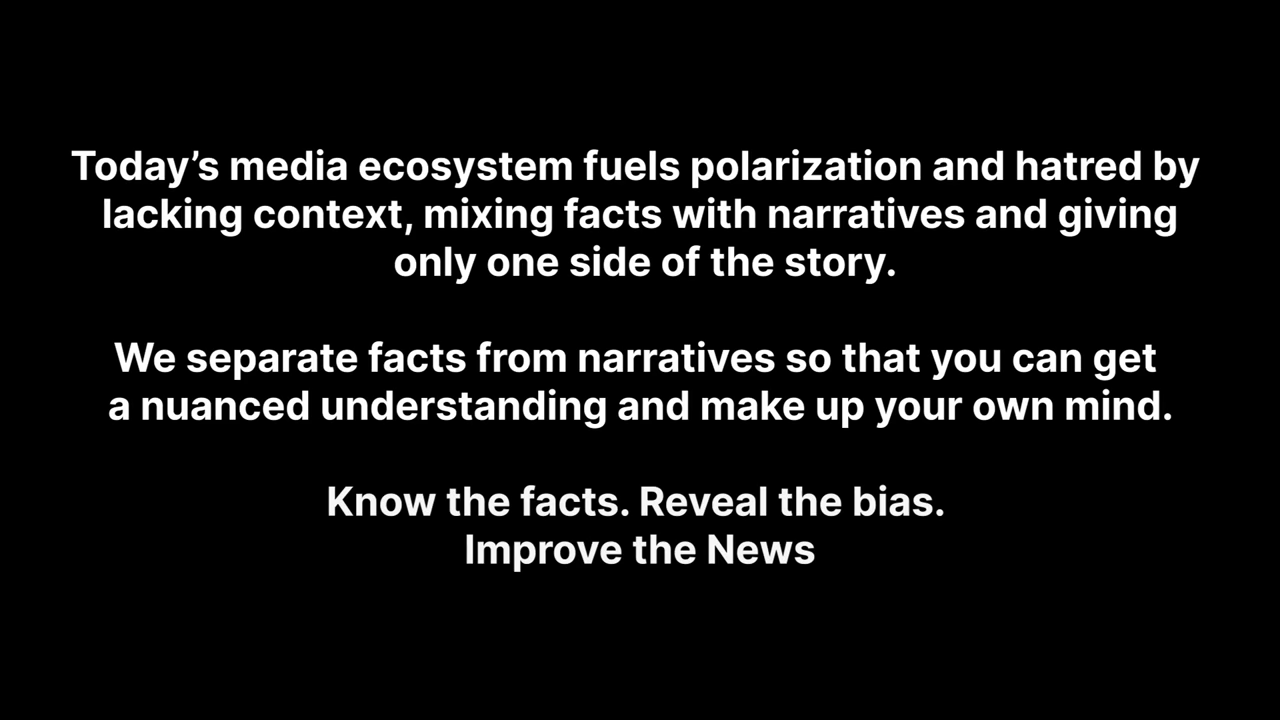 Today’s media ecosystem fuels polarization and hatred by
lacking context, mixing facts with narratives and giving
only one side of the story.
We separate facts from narratives so that you can get
a nuanced understanding and make up your own mind.
Know the facts. Reveal the bias.
Improve the News